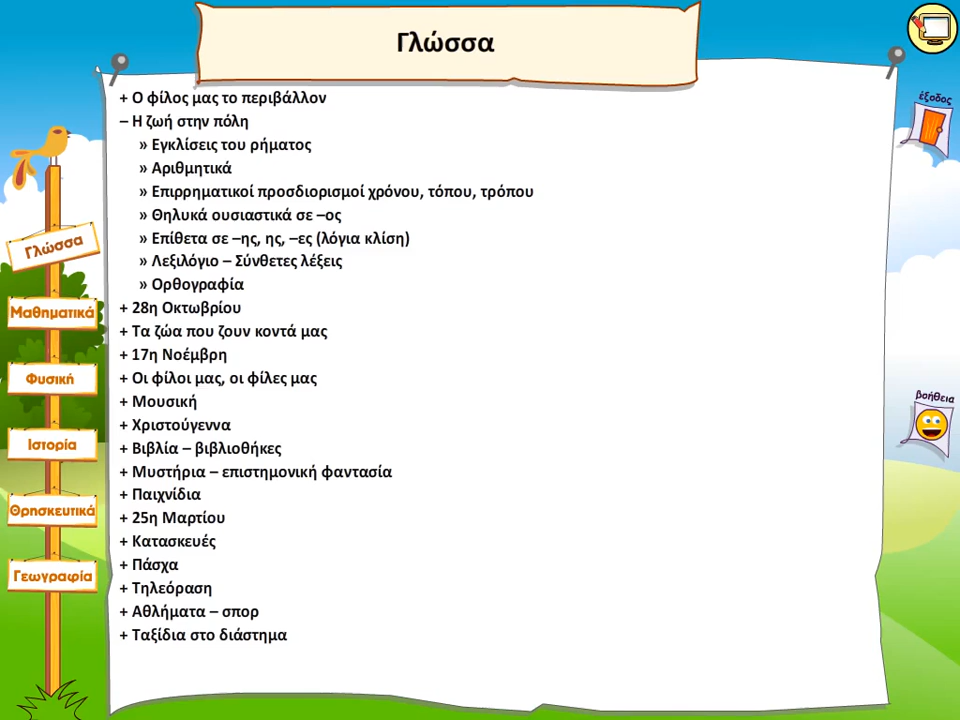 Γλώσσα
+ Ο φίλος μας το περιβάλλον
– Η ζωή στην πόλη
» Εγκλίσεις του ρήματος
» Αριθμητικά
» Επιρρηματικοί προσδιορισμοί χρόνου, τόπου, τρόπου
» Θηλυκά ουσιαστικά σε –ος
» Επίθετα σε –ης, ης, –ες (λόγια κλίση)
» Λεξιλόγιο – Σύνθετες λέξεις
» Ορθογραφία
+ 28η Οκτωβρίου
+ Τα ζώα που ζουν κοντά μας
+ 17η Νοέμβρη
+ Οι φίλοι μας, οι φίλες μας
+ Μουσική
+ Χριστούγεννα
+ Βιβλία – βιβλιοθήκες
+ Μυστήρια – επιστημονική φαντασία
+ Παιχνίδια
+ 25η Μαρτίου
+ Κατασκευές
+ Πάσχα
+ Τηλεόραση
+ Αθλήματα – σπορ
+ Ταξίδια στο διάστημα
Γλώσσα
Μαθηματικά
Φυσική
Ιστορία
Θρησκευτικά
Γεωγραφία
έξοδος
βοήθεια